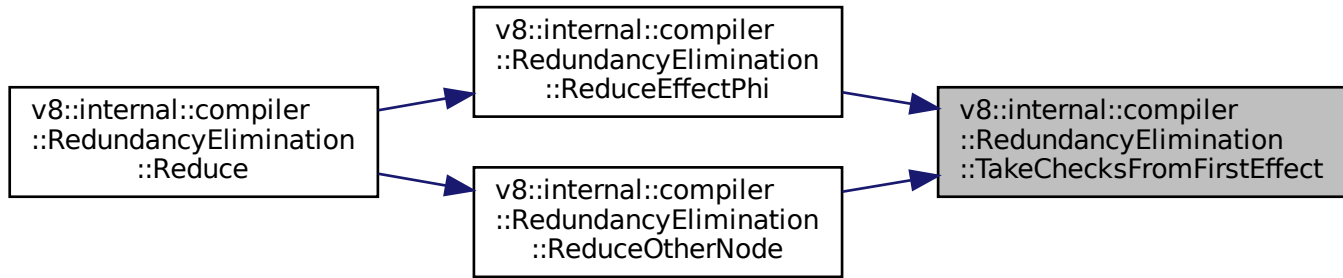 v8::internal::compiler
::RedundancyElimination
::Reduce
v8::internal::compiler
::RedundancyElimination
::ReduceEffectPhi
v8::internal::compiler
::RedundancyElimination
::ReduceOtherNode
v8::internal::compiler
::RedundancyElimination
::TakeChecksFromFirstEffect